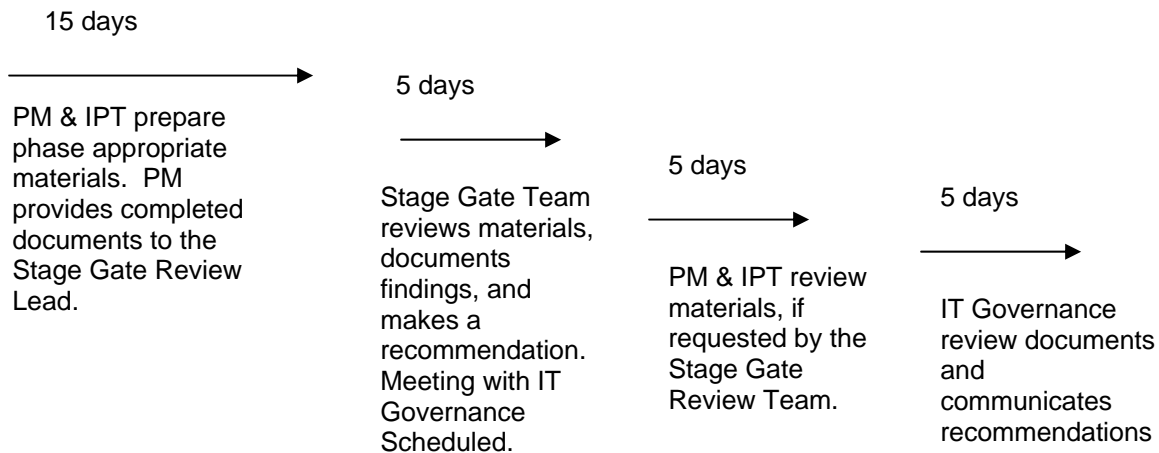 15 days
PM & IPT prepare
phase appropriate
materials.  PM
provides completed
documents to the
Stage Gate Review
Lead.
5 days
Stage Gate Team
reviews materials,
documents
findings, and
makes a
recommendation.
Meeting with IT
Governance
Scheduled.
5 days
PM & IPT review
materials, if
requested by the
Stage Gate
Review Team.
5 days
IT Governance
review documents
and
communicates
recommendations